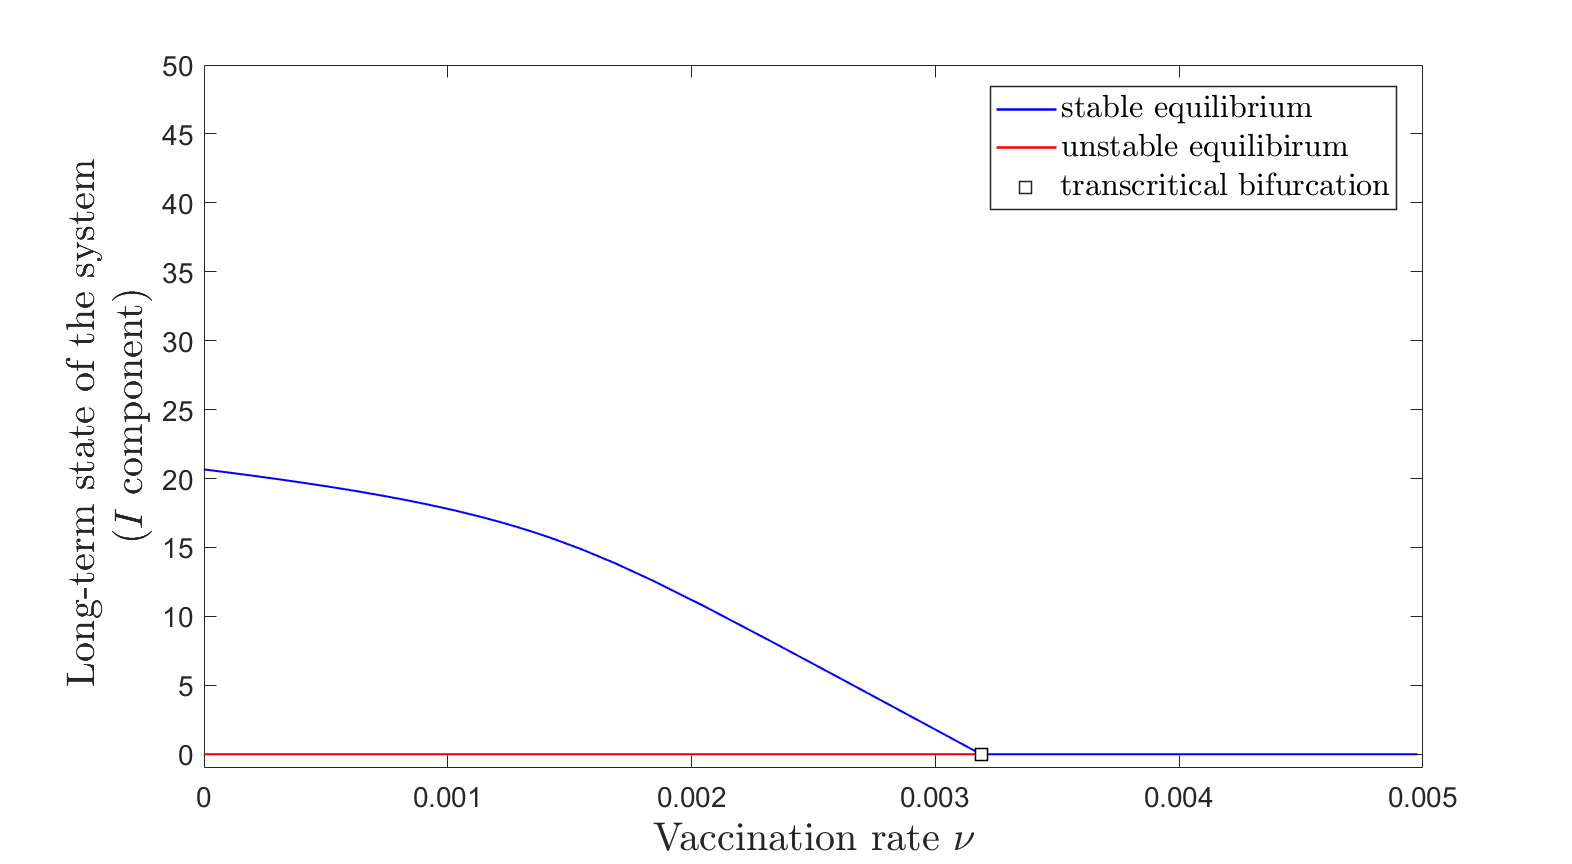 50
45
40
35
30
25
20
15
10
5
0
Long-term state of the system
(I component)
stable equilibrium
unstable equilibirum
transcritical bifurcation
0 0.001 0.002 0.003 0.004 0.005
Vaccination rate ν